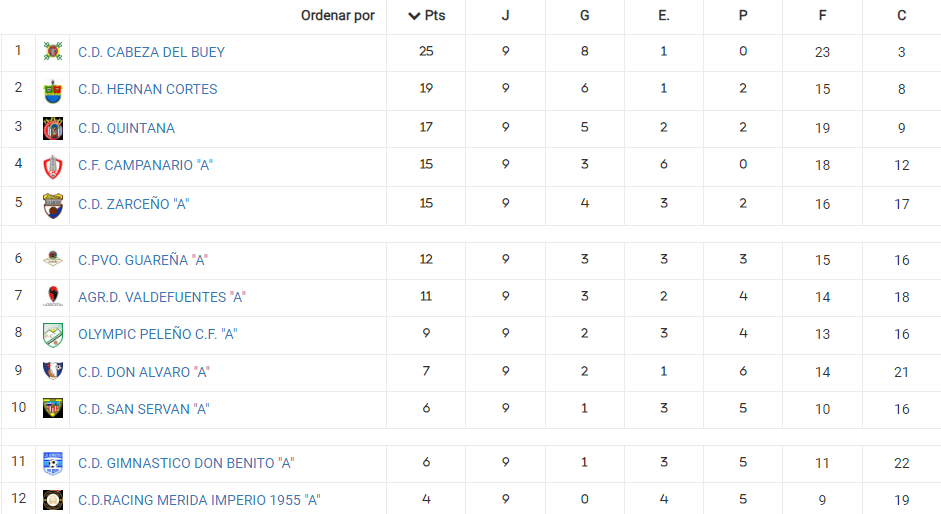 Ordenar por Pts J G E. P F C
1 C.D. CABEZA DEL BUEY 25 9 8 1 0 23 3
2 C.D. HERNAN CORTES 19 9 6 1 2 15 8
3 C.D. QUINTANA 17 9 5 2 2 19 9
4 C.F. CAMPANARIO "A" 15 9 3 6 0 18 12
5 C.D. ZARCEÑO "A" 15 9 4 3 2 16 17
6 C.PVO. GUAREÑA "A" 12 9 3 3 3 15 16
7 AGR.D. VALDEFUENTES "A" 11 9 3 2 4 14 18
8 OLYMPIC PELEÑO C.F. "A" 9 9 2 3 4 13 16
9 C.D. DON ALVARO "A" 7 9 2 1 6 14 21
10 C.D. SAN SERVAN "A" 6 9 1 3 5 10 16
11 C.D. GIMNASTICO DON BENITO "A" 6 9 1 3 5 11 22
12 C.D.RACING MERIDA IMPERIO 1955 "A" 4 9 0 4 5 9 19